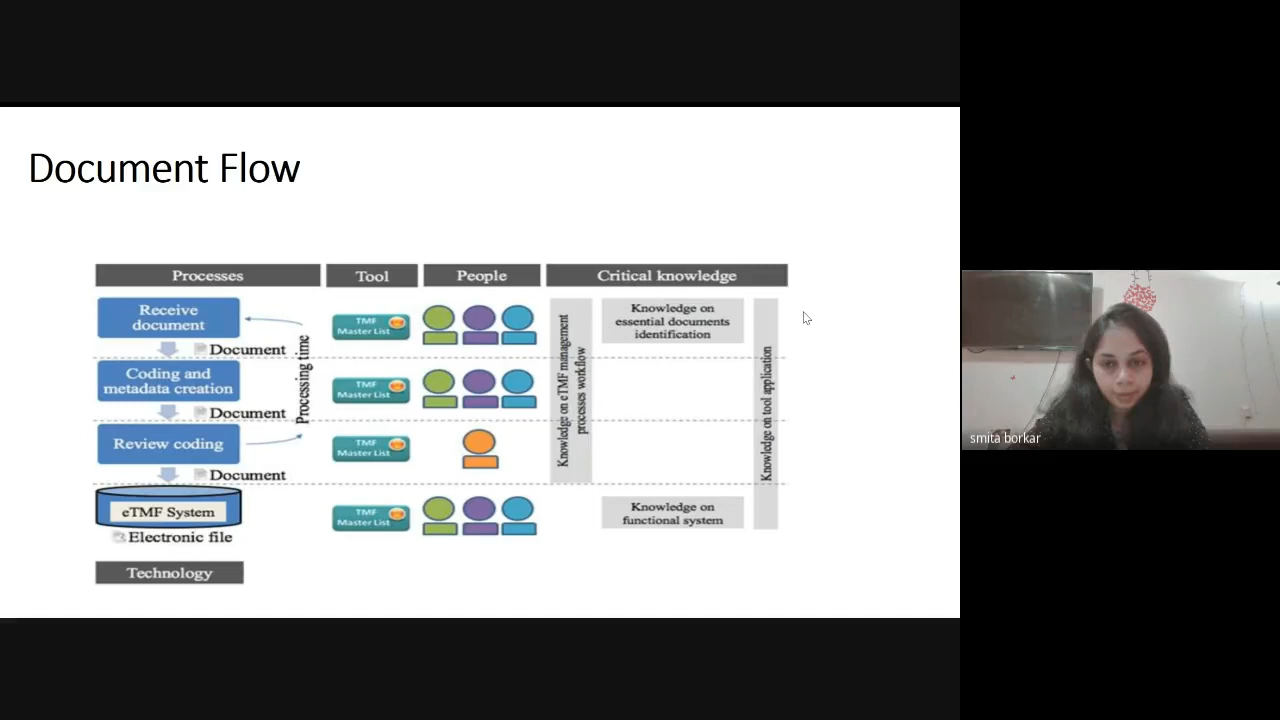 Document Flow
Processes
Tool
People
Critical knowledge
Receive
document
Document
Coding and
metadata creation
Document
Review coding
Document
eTMF System
Electronic file
Technology
Processing time
TMF
Master List
TMF
Master List
TMF
Master List
TMF
Master List
Knowledge on eTMF management
processes workflow
Knowledge on
essential documents
identification
Knowledge on
functional system
Knowledge on tool application
smita borkar